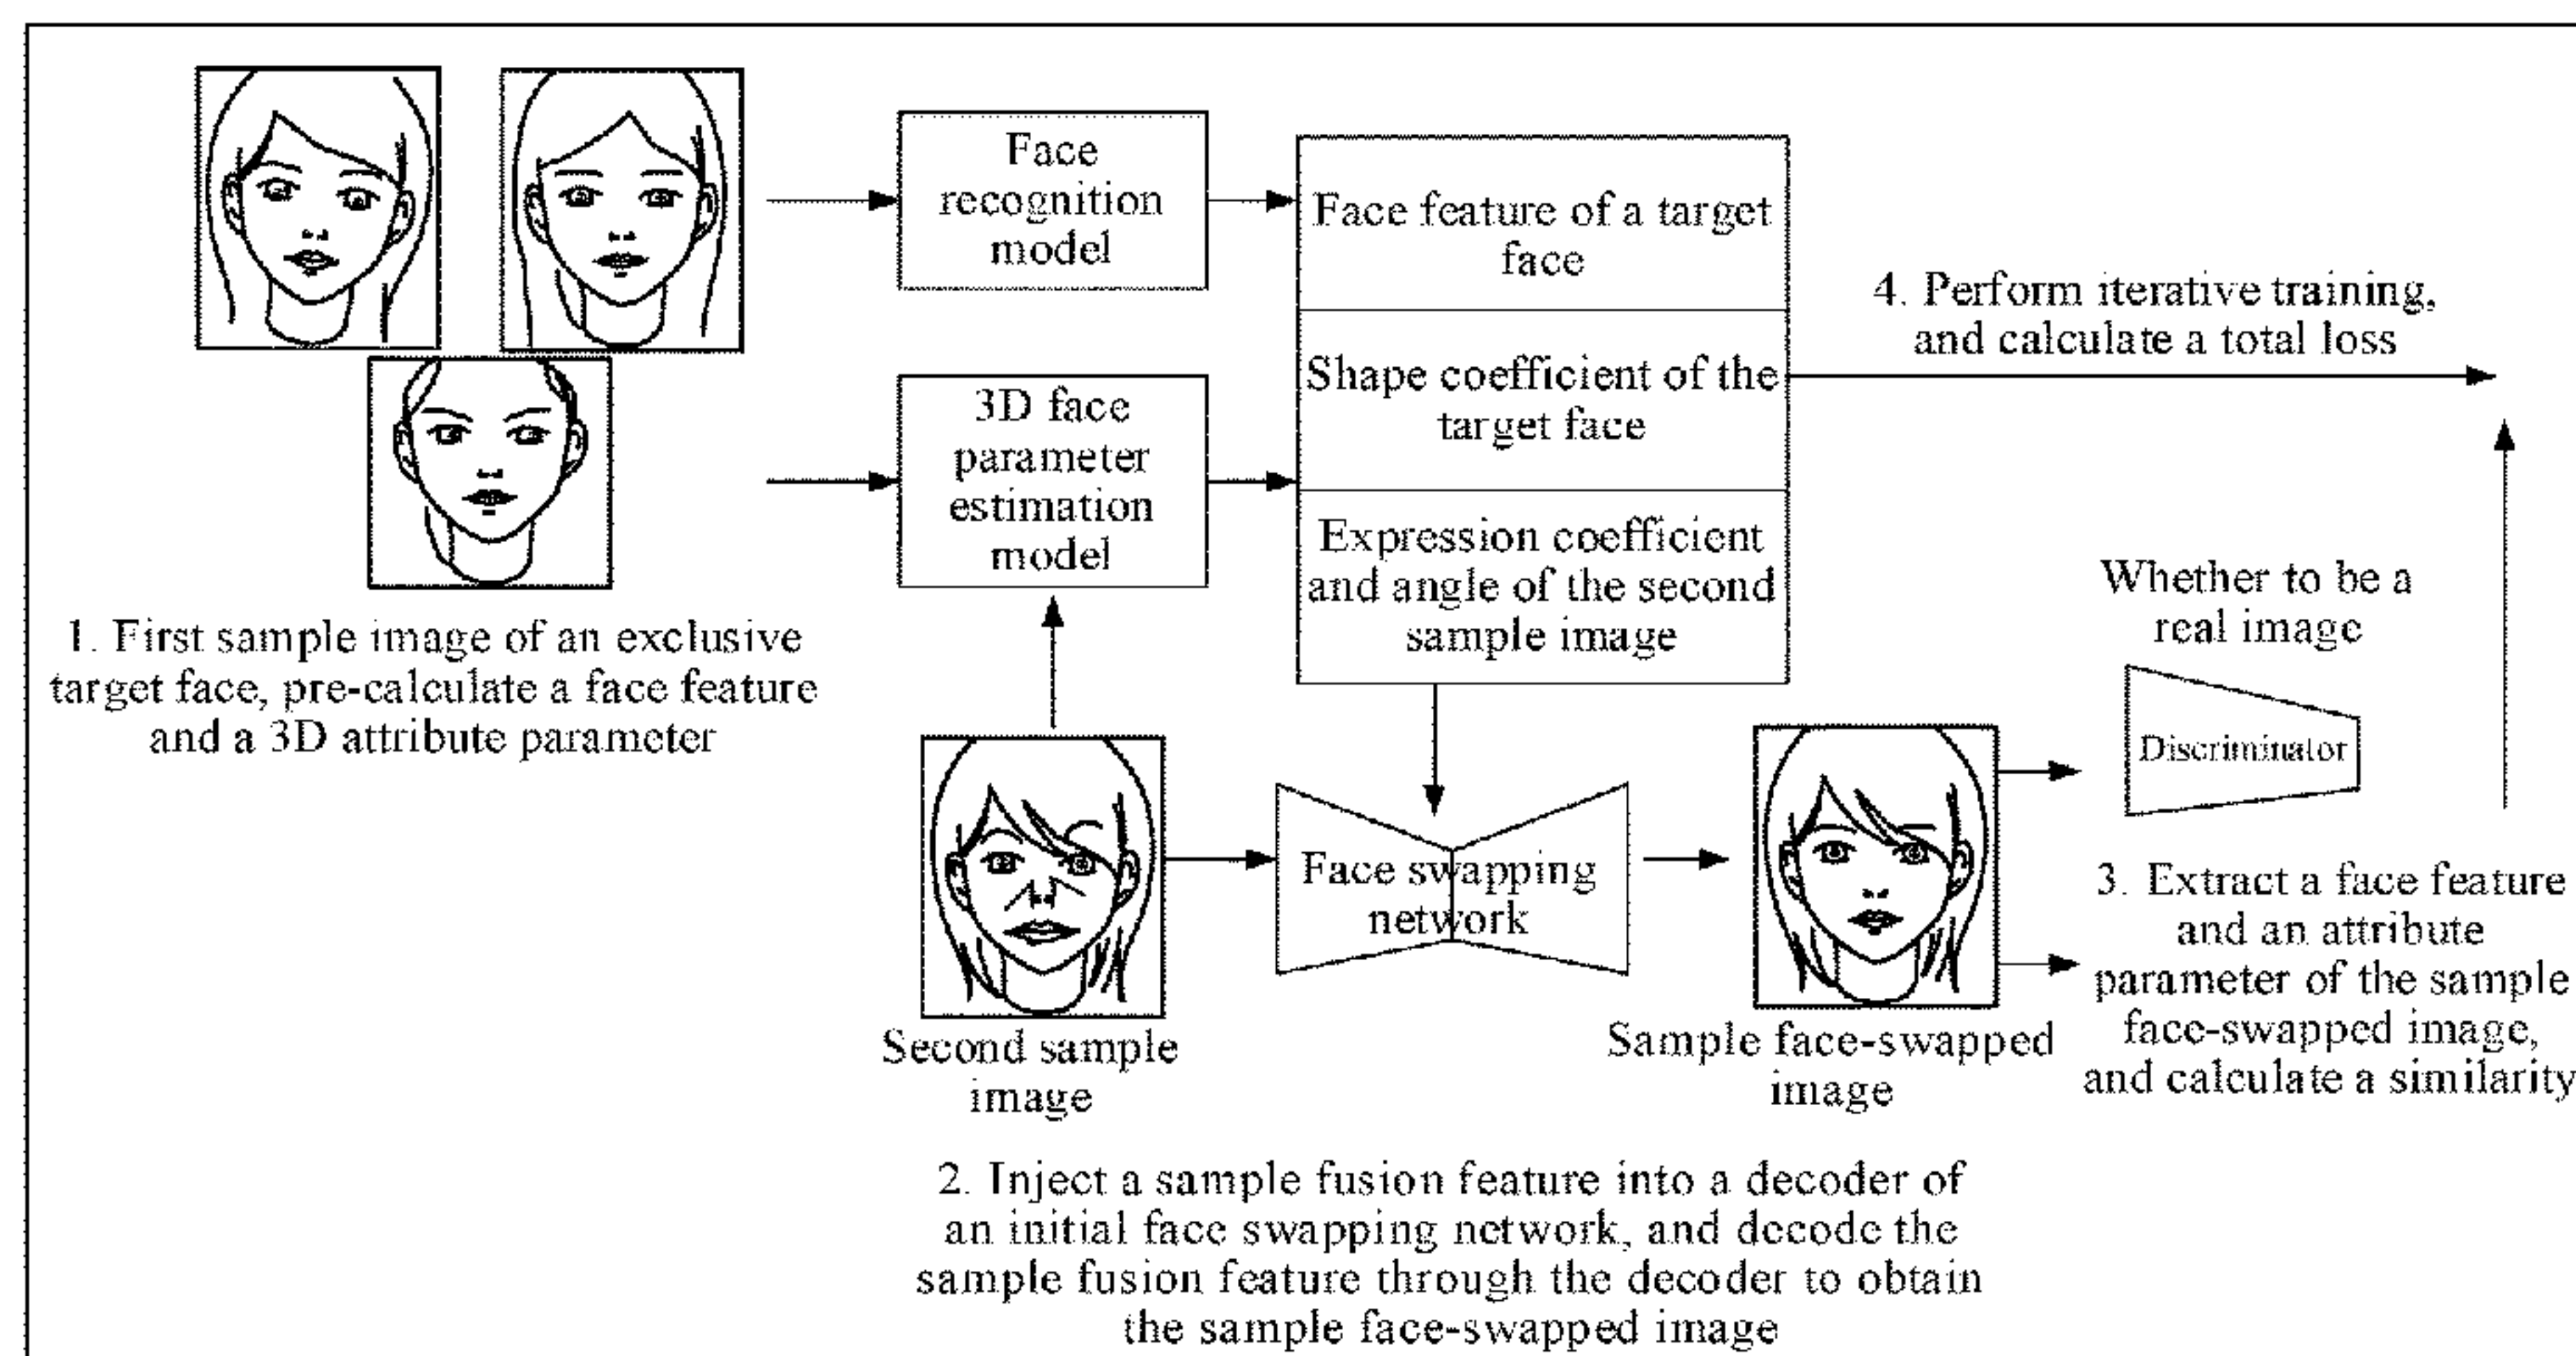 Face
recognition
model
Face feature of a target
face
4. Perform iterative training,
and calculate a total loss
Shape coefficient of the
target face
3D face
parameter
estimation
model
Expression coefficient
and angle of the second
sample image
1. First sample image of an exclusive
target face, pre-calculate a face feature
and a 3D attribute parameter
Whether to be a
real image
Discriminator
Face swapping
network
3. Extract a face feature
and an attribute
parameter of the sample
face-swapped image,
and calculate a similarity
Second sample
image
Sample face-swapped
image
2. Inject a sample fusion feature into a decoder of
an initial face swapping network, and decode the
sample fusion feature through the decoder to obtain
the sample face-swapped image